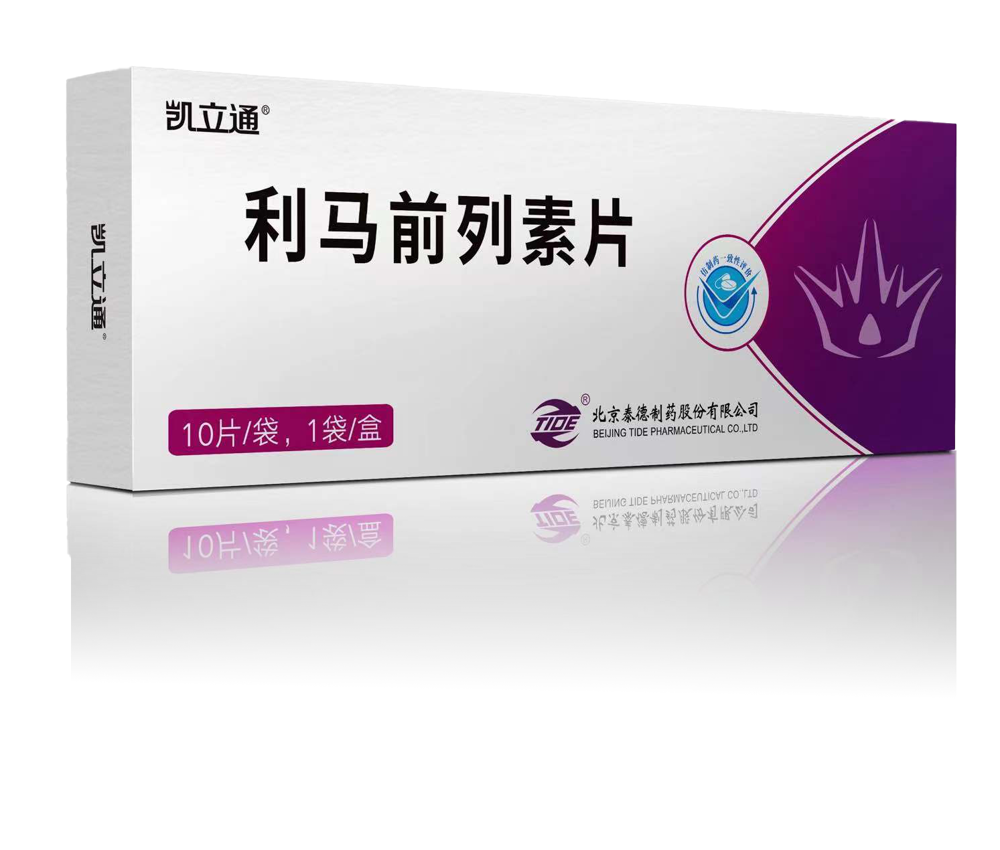 凯立通®
凯立通®
利马前列素片
仿制药一致性评价
10片/袋，1袋/盒
TIDE®
北京泰德制药股份有限公司
BEIJING TIDE PHARMACEUTICAL CO.,LTD